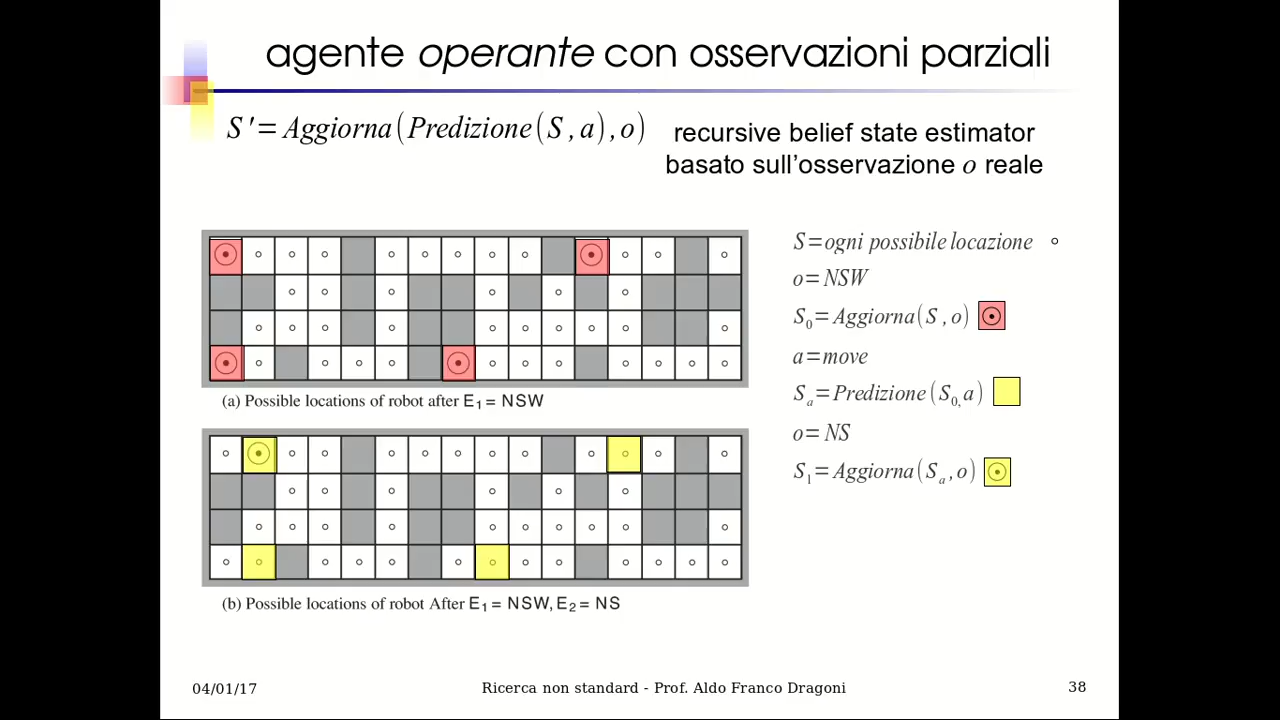 agente operante con osservazioni parziali
S'=Aggiorna(Predizione(S,a),o)
recursive belief state estimator
basato sull’osservazione o reale
S=ogni possibile locazione
o=NSW
S₀=Aggiorna(S,o)
a=move
Sₐ=Predizione(S₀,a)
o=NS
S₁=Aggiorna(Sₐ,o)
(a) Possible locations of robot after E₁ = NSW
(b) Possible locations of robot After E₁ = NSW, E₂ = NS
04/01/17
Ricerca non standard - Prof. Aldo Franco Dragoni
38